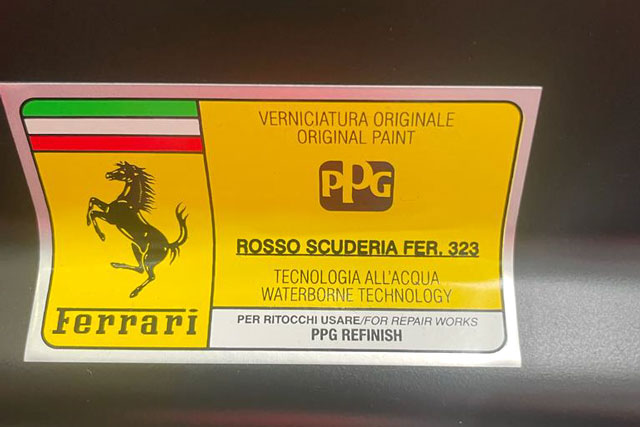 VERNICIATURA ORIGINALE
ORIGINAL PAINT
PPG
ROSSO SCUDERIA FER. 323
TECNOLOGIA ALL'ACQUA
WATERBORNE TECHNOLOGY
Ferrari
PER RITOCCHI USARE/FOR REPAIR WORKS
PPG REFINISH